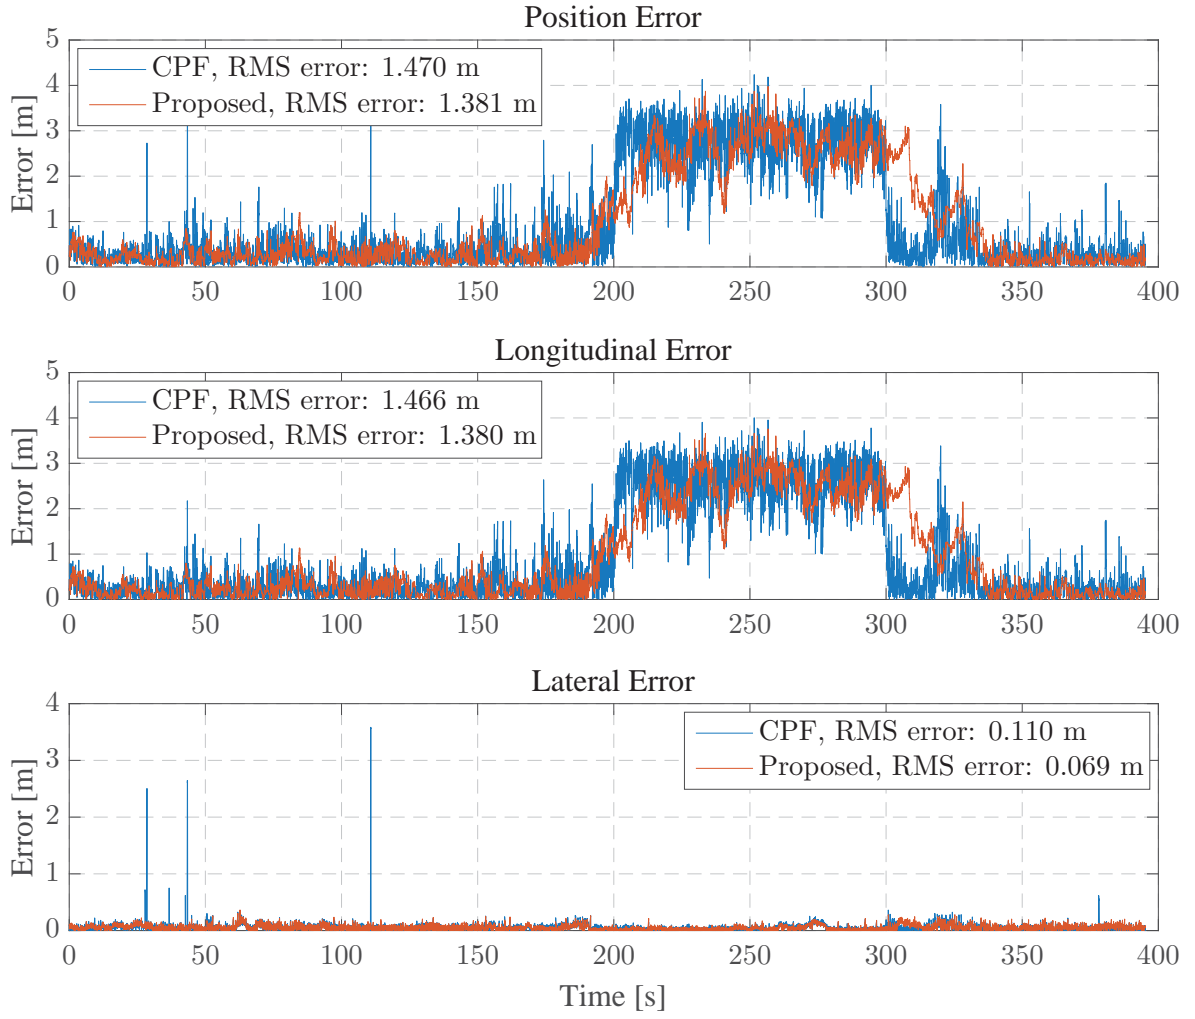 Position Error
5
4
3
2
1
0
Error [m]
CPF, RMS error: 1.470 m
Proposed, RMS error: 1.381 m
0 50 100 150 200 250 300 350 400
Longitudinal Error
5
4
3
2
1
0
Error [m]
CPF, RMS error: 1.466 m
Proposed, RMS error: 1.380 m
0 50 100 150 200 250 300 350 400
Lateral Error
4
3
2
1
0
Error [m]
CPF, RMS error: 0.110 m
Proposed, RMS error: 0.069 m
0 50 100 150 200 250 300 350 400
Time [s]